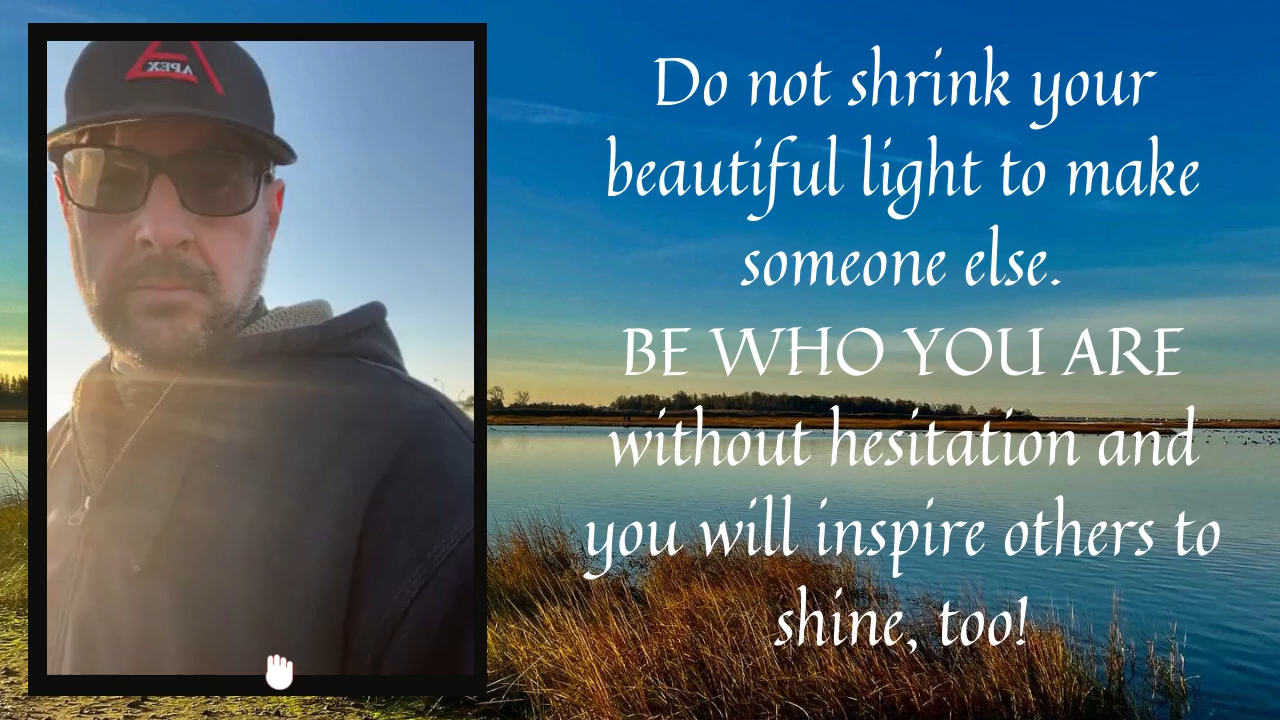 APEX
Do not shrink your
beautiful light to make
someone else.
BE WHO YOU ARE
without hesitation and
you will inspire others to
shine, too!